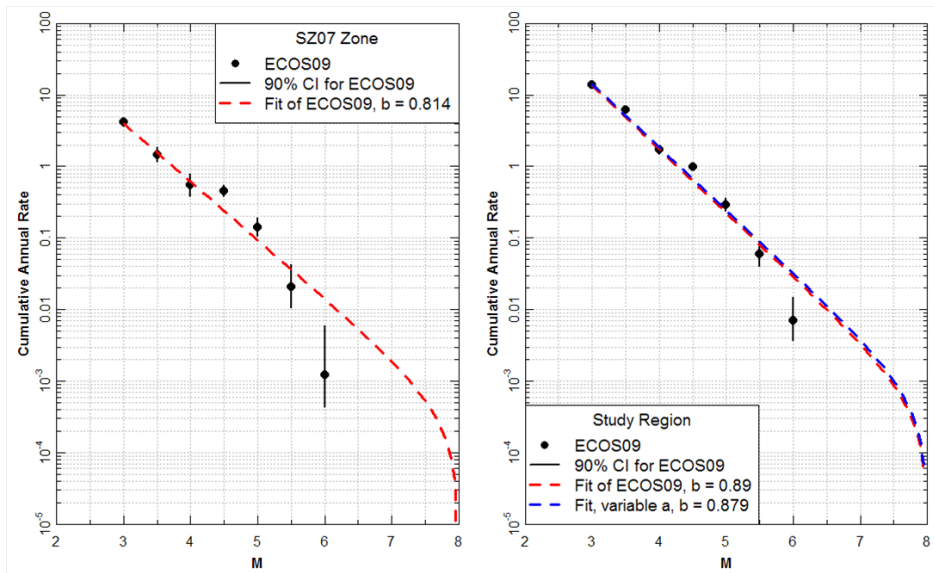 SZ07 Zone
ECOS09
90% CI for ECOS09
Fit of ECOS09, b = 0.814
Cumulative Annual Rate
100
10
1
0.1
0.01
10-3
10-4
10-5
2 3 4 5 6 7 8
M
Study Region
ECOS09
90% CI for ECOS09
Fit of ECOS09, b = 0.89
Fit, variable a, b = 0.879
Cumulative Annual Rate
100
10
1
0.1
0.01
10-3
10-4
10-5
2 3 4 5 6 7 8
M